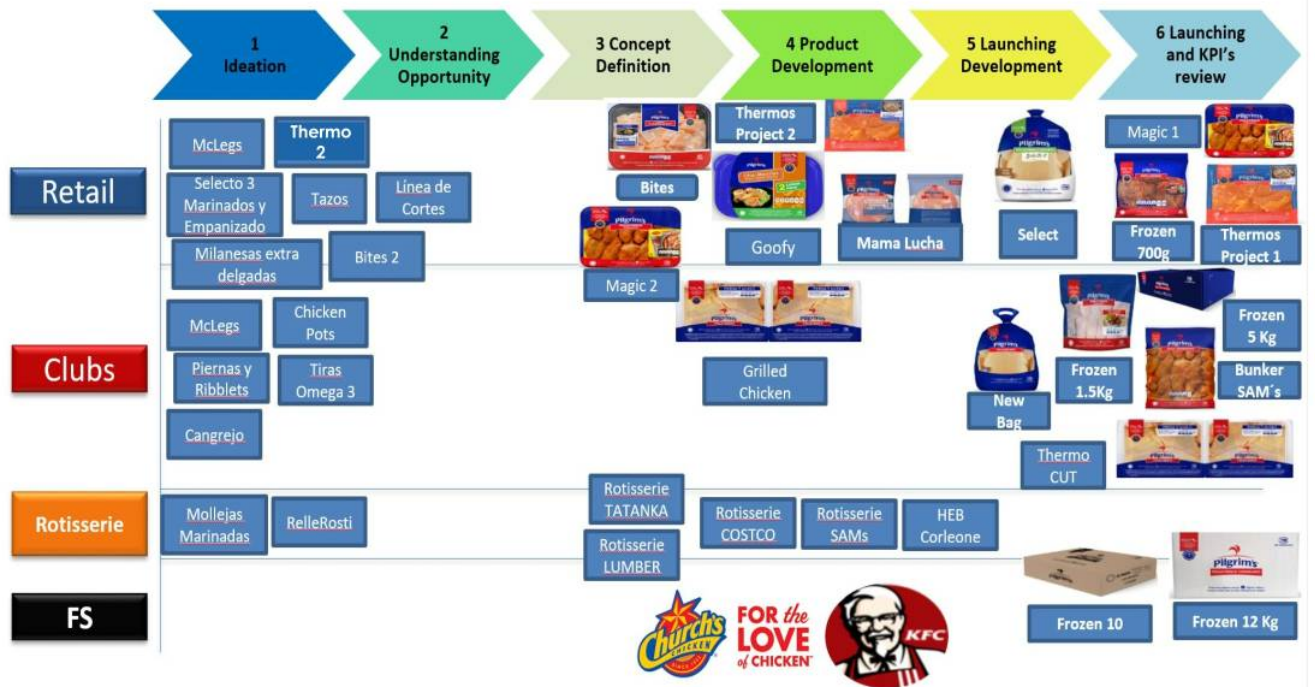 1
Ideation
2
Understanding
Opportunity
3 Concept
Definition
4 Product
Development
5 Launching
Development
6 Launching
and KPI's
review
Retail
McLegs
Thermo
2
Selecto 3
Marinados y
Empanizado
Tazos
Línea de
Cortes
Milanesas extra
delgadas
Bites 2
Bites
Magic 2
Thermos
Project 2
Goofy
Mama Lucha
Select
Magic 1
Frozen
700g
Thermos
Project 1
Clubs
McLegs
Chicken
Pots
Piernas y
Ribblets
Tiras
Omega 3
Cangrejo
Grilled
Chicken
New
Bag
Frozen
1.5Kg
Frozen
5 Kg
Bunker
SAM´s
Thermo
CUT
Rotisserie
Mollejas
Marinadas
RelleRosti
Rotisserie
TATANKA
Rotisserie
LUMBER
Rotisserie
COSTCO
Rotisserie
SAMs
HEB
Corleone
FS
Church's
CHICKEN
FOR the
LOVE
of CHICKEN
KFC
Frozen 10
Pilgrim's
Frozen 12 Kg